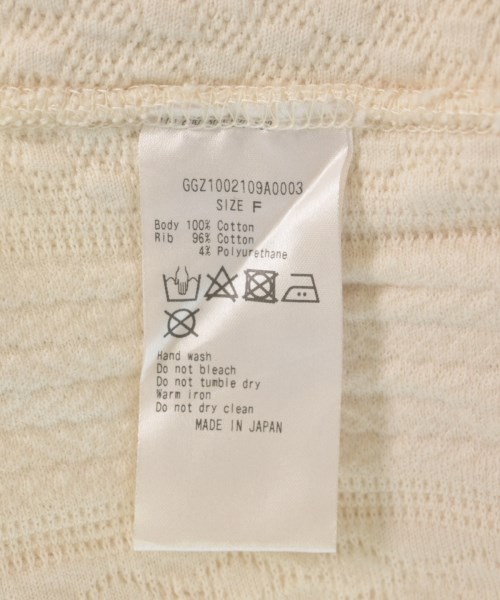 GGZ1002109A0003
SIZE F
Body 100% Cotton
Rib 96% Cotton
4% Polyurethane
Hand wash
Do not bleach
Do not tumble dry
Warm iron
Do not dry clean
MADE IN JAPAN